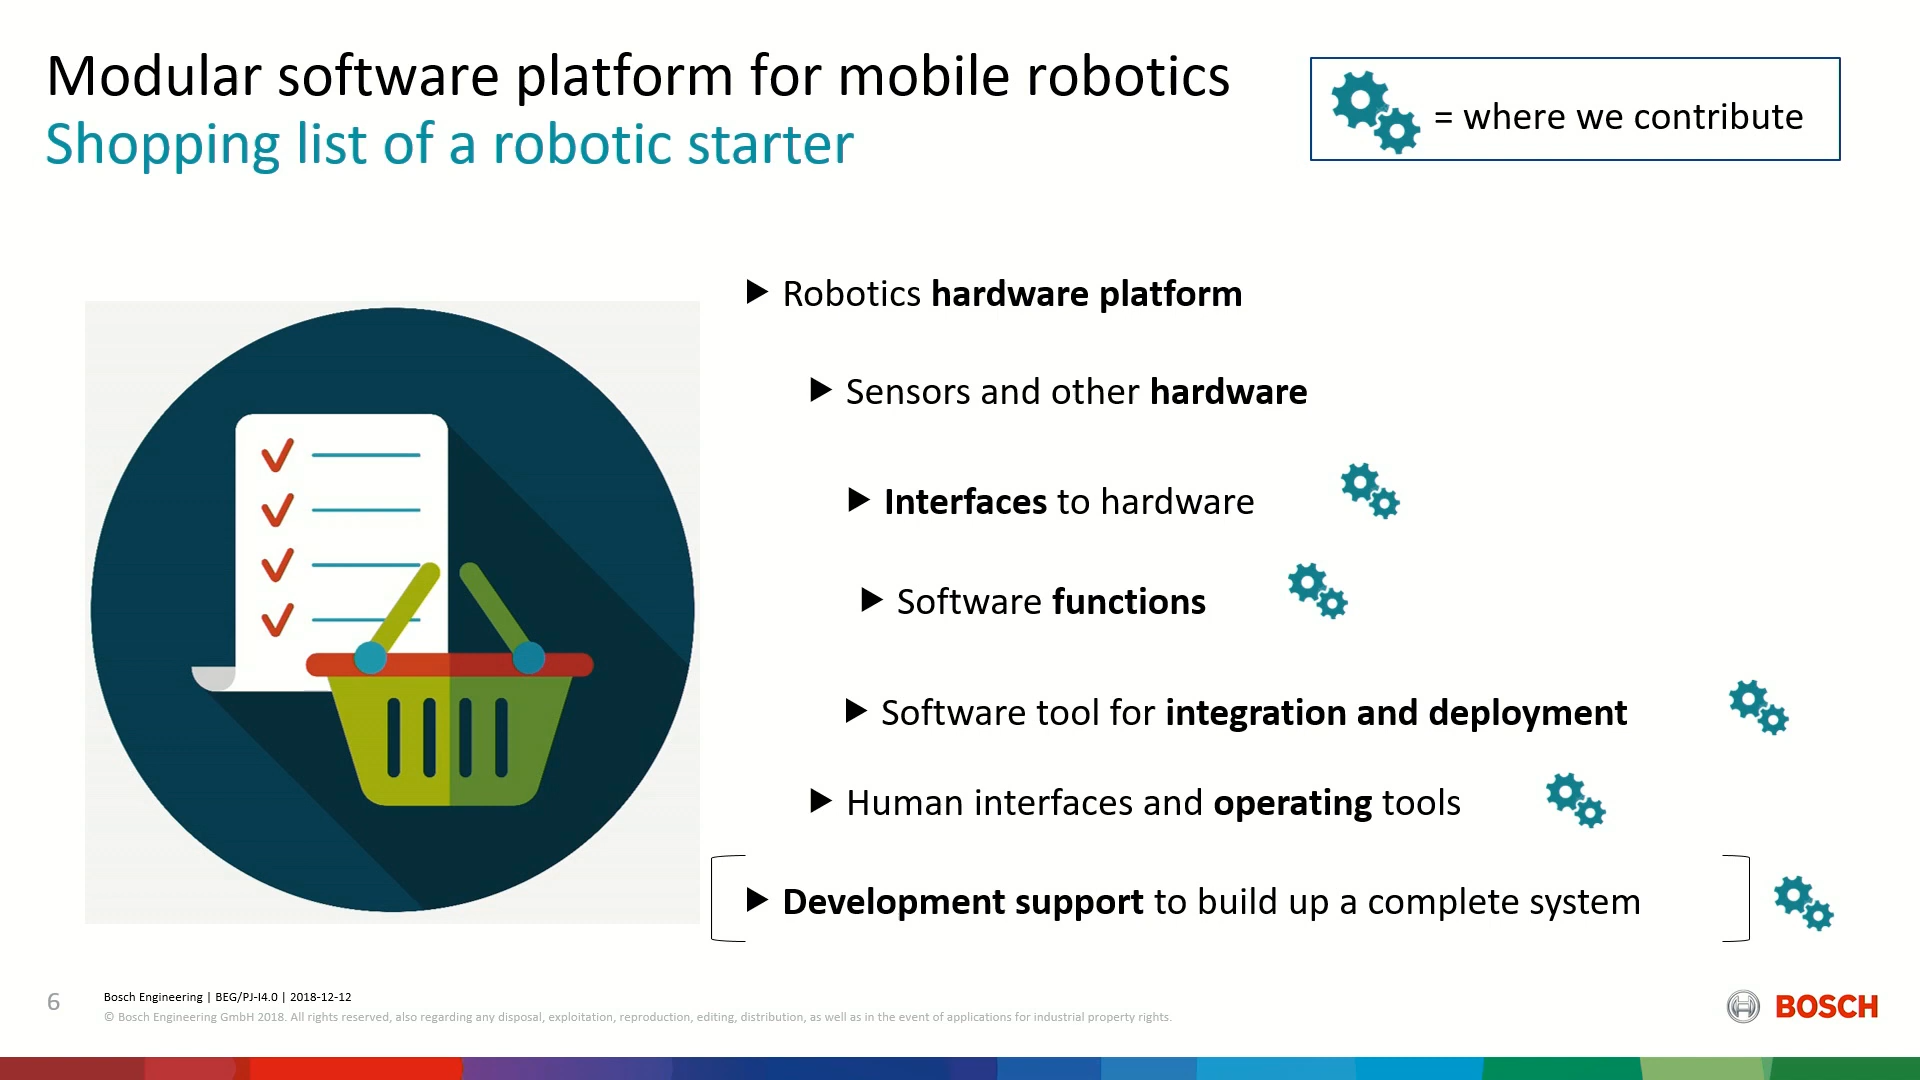 Modular software platform for mobile robotics
Shopping list of a robotic starter
= where we contribute
Robotics hardware platform
Sensors and other hardware
Interfaces to hardware
Software functions
Software tool for integration and deployment
Human interfaces and operating tools
Development support to build up a complete system
6
Bosch Engineering | BEG/PJ-I4.0 | 2018-12-12
© Bosch Engineering GmbH 2018. All rights reserved, also regarding any disposal, exploitation, reproduction, editing, distribution, as well as in the event of applications for industrial property rights.
BOSCH